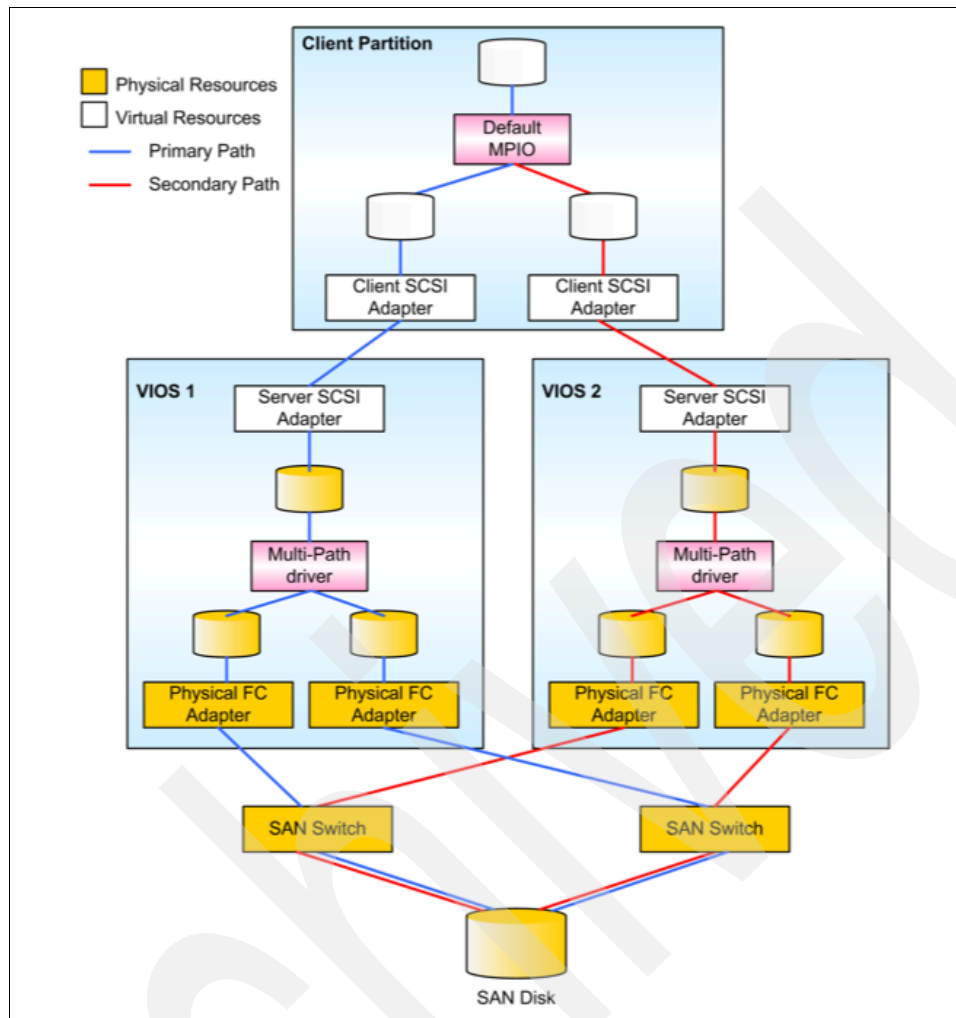 Client Partition
Physical Resources
Virtual Resources
Primary Path
Secondary Path
Default
MPIO
Client SCSI
Adapter
Client SCSI
Adapter
VIOS 1
Server SCSI
Adapter
Multi-Path
driver
Physical FC
Adapter
Physical FC
Adapter
VIOS 2
Server SCSI
Adapter
Multi-Path
driver
Physical FC
Adapter
Physical FC
Adapter
SAN Switch
SAN Switch
SAN Disk